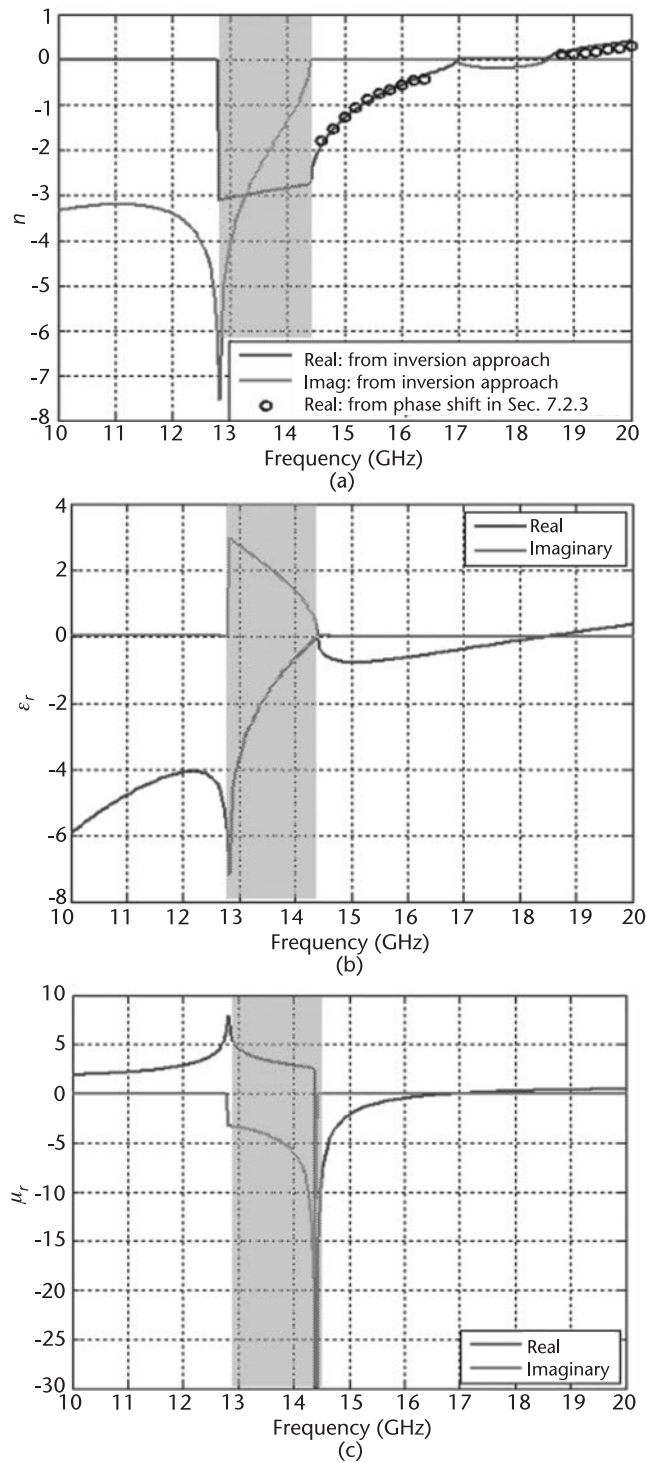 1
0
-1
-2
-3
-4
-5
-6
-7
-8
n
Real: from inversion approach
Imag: from inversion approach
Real: from phase shift in Sec. 7.2.3
10 11 12 13 14 15 16 17 18 19 20
Frequency (GHz)
(a)
4
2
0
-2
-4
-6
-8
εr
Real
Imaginary
10 11 12 13 14 15 16 17 18 19 20
Frequency (GHz)
(b)
10
5
0
-5
-10
-15
-20
-25
-30
μr
Real
Imaginary
10 11 12 13 14 15 16 17 18 19 20
Frequency (GHz)
(c)